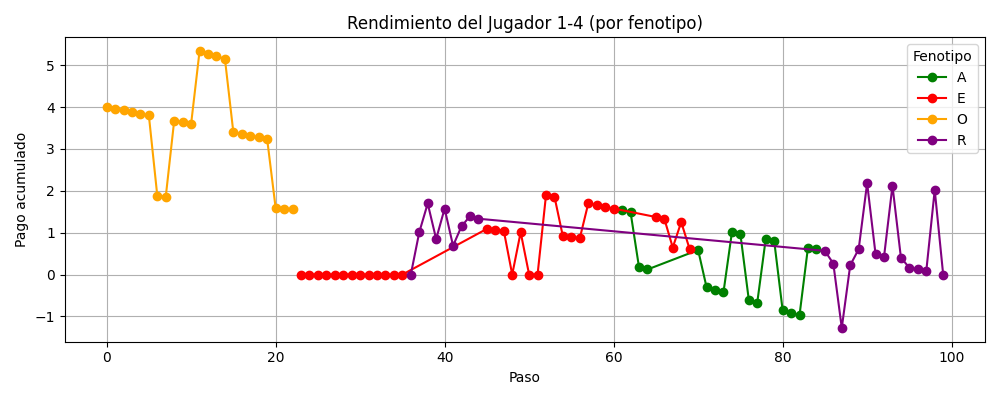 Rendimiento del Jugador 1-4 (por fenotipo)
Pago acumulado
5
4
3
2
1
0
−1
0
20
40
60
80
100
Paso
Fenotipo
A
E
O
R